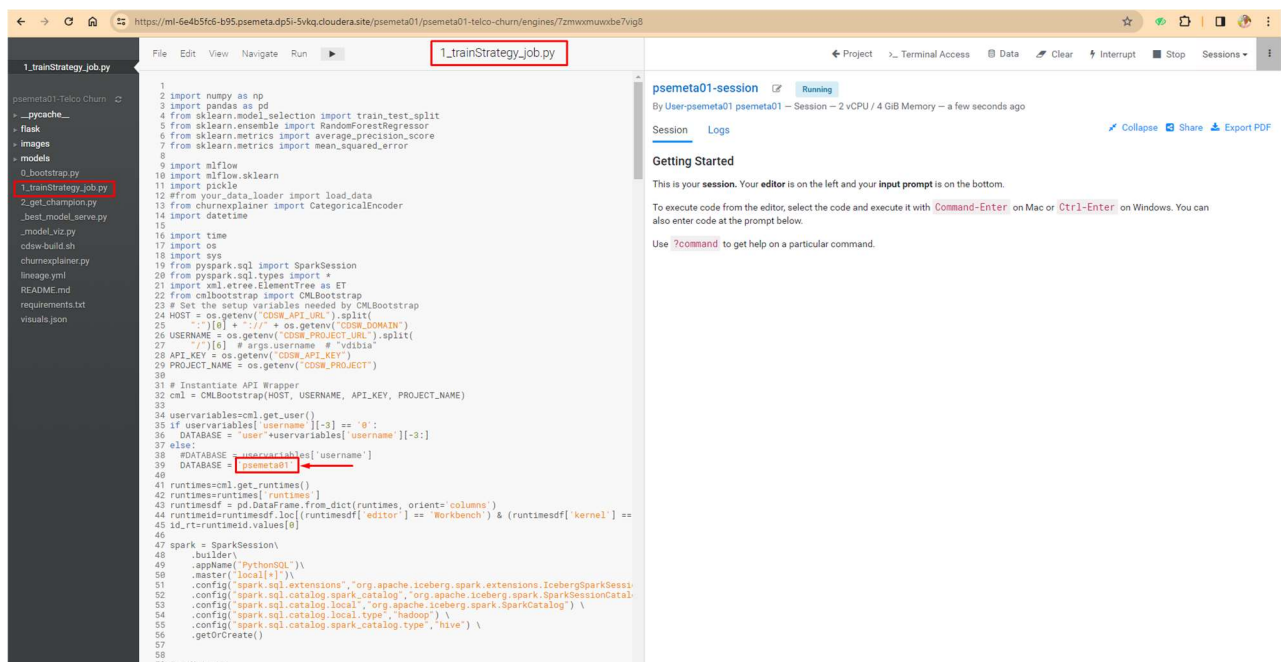 https://ml-6e4b5fc6-b95.psemeta.dp5i-5vkq.cloudera.site/psemeta01/psemeta01-telco-churn/engines/7zmwxmuwxbe7vig8
1_trainStrategy_job.py
psemeta01-Telco Churn
__pycache__
flask
images
models
0_bootstrap.py
1_trainStrategy_job.py
2_get_champion.py
_best_model_serve.py
_model_viz.py
cdsw-build.sh
churnexplainer.py
lineage.yml
README.md
requirements.txt
visuals.json
File Edit View Navigate Run
1_trainStrategy_job.py
1
2 import numpy as np
3 import pandas as pd
4 from sklearn.model_selection import train_test_split
5 from sklearn.ensemble import RandomForestRegressor
6 from sklearn.metrics import average_precision_score
7 from sklearn.metrics import mean_squared_error
8
9 import mlflow
10 import mlflow.sklearn
11 import pickle
12 #from your_data_loader import load_data
13 from churnexplainer import CategoricalEncoder
14 import datetime
15
16 import time
17 import os
18 import sys
19 from pyspark.sql import SparkSession
20 from pyspark.sql.types import *
21 import xml.etree.ElementTree as ET
22 from cmlbootstrap import CMLBootstrap
23 # Set the setup variables needed by CMLBootstrap
24 HOST = os.getenv("CDSW_API_URL").split(
25 ":")[0] + "://" + os.getenv("CDSW_DOMAIN")
26 USERNAME = os.getenv("CDSW_PROJECT_URL").split(
27 "/")[6] # args.username # "vdibia"
28 API_KEY = os.getenv("CDSW_API_KEY")
29 PROJECT_NAME = os.getenv("CDSW_PROJECT")
30
31 # Instantiate API Wrapper
32 cml = CMLBootstrap(HOST, USERNAME, API_KEY, PROJECT_NAME)
33
34 uservariables=cml.get_user()
35 if uservariables['username'][-3] == '0':
36 DATABASE = "user"+uservariables['username'][-3:]
37 else:
38 #DATABASE = uservariables['username']
39 DATABASE = 'psemeta01'
40
41 runtimes=cml.get_runtimes()
42 runtimes=runtimes['runtimes']
43 runtimesdf = pd.DataFrame.from_dict(runtimes, orient='columns')
44 runtimeid=runtimesdf.loc[(runtimesdf['editor'] == 'Workbench') & (runtimesdf['kernel'] ==
45 id_rt=runtimeid.values[0]
46
47 spark = SparkSession\
48 .builder\
49 .appName("PythonSQL")\
50 .master("local[*]")\
51 .config("spark.sql.extensions","org.apache.iceberg.spark.extensions.IcebergSparkSessi
52 .config("spark.sql.catalog.spark_catalog","org.apache.iceberg.spark.SparkSessionCatal
53 .config("spark.sql.catalog.local","org.apache.iceberg.spark.SparkCatalog") \
54 .config("spark.sql.catalog.local.type","hadoop") \
55 .config("spark.sql.catalog.spark_catalog.type","hive") \
56 .getOrCreate()
57
58
Project Terminal Access Data Clear Interrupt Stop Sessions
psemeta01-session Running
By User-psemeta01 psemeta01 — Session — 2 vCPU / 4 GiB Memory — a few seconds ago
Session Logs Collapse Share Export PDF
Getting Started
This is your session. Your editor is on the left and your input prompt is on the bottom.
To execute code from the editor, select the code and execute it with Command-Enter on Mac or Ctrl-Enter on Windows. You can
also enter code at the prompt below.
Use ?command to get help on a particular command.